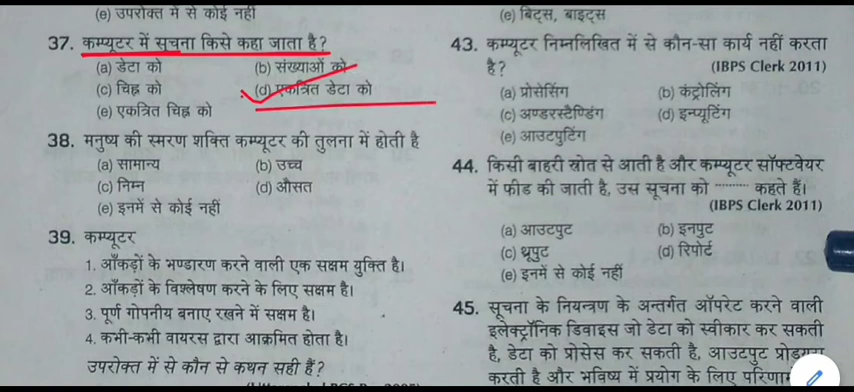 (e) उपरोक्त में से कोई नहीं
37. कम्प्यूटर में सूचना किसे कहा जाता है?
(a) डेटा को (b) संख्याओं को
(c) चिह्न को (d) एकत्रित डेटा को
(e) एकत्रित चिह्न को
38. मनुष्य की स्मरण शक्ति कम्प्यूटर की तुलना में होती है
(a) सामान्य (b) उच्च
(c) निम्न (d) औसत
(e) इनमें से कोई नहीं
39. कम्प्यूटर
1. आँकड़ों के भण्डारण करने वाली एक सक्षम युक्ति है।
2. आँकड़ों के विश्लेषण करने के लिए सक्षम है।
3. पूर्ण गोपनीय बनाए रखने में सक्षम है।
4. कभी-कभी वायरस द्वारा आक्रमित होता है।
उपरोक्त में से कौन से कथन सही हैं?
(e) बिट्स, बाइट्स
43. कम्प्यूटर निम्नलिखित में से कौन-सा कार्य नहीं करता
है? (IBPS Clerk 2011)
(a) प्रोसेसिंग (b) कंट्रोलिंग
(c) अण्डरस्टैण्डिंग (d) इन्प्यूटिंग
(e) आउटपुटिंग
44. किसी बाहरी स्रोत से आती है और कम्प्यूटर सॉफ्टवेयर
में फीड की जाती है, उस सूचना को ········· कहते हैं।
(IBPS Clerk 2011)
(a) आउटपुट (b) इनपुट
(c) थ्रूपुट (d) रिपोर्ट
(e) इनमें से कोई नहीं
45. सूचना के नियन्त्रण के अन्तर्गत ऑपरेट करने वाली
इलेक्ट्रॉनिक डिवाइस जो डेटा को स्वीकार कर सकती
है, डेटा को प्रोसेस कर सकती है, आउटपुट
करती है और भविष्य में प्रयोग के लिए